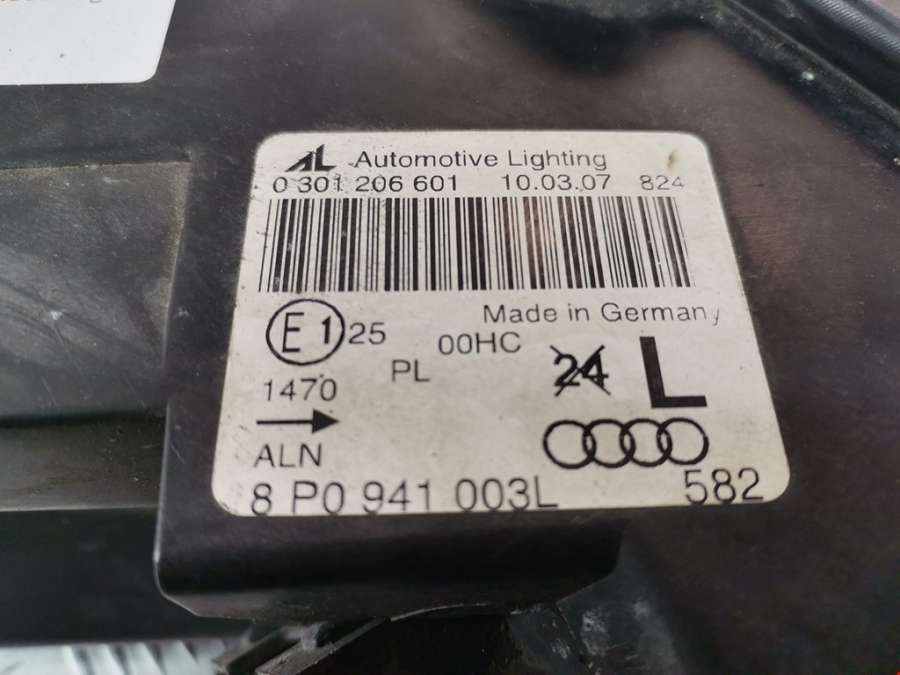 AL Automotive Lighting
0 301 206 601 10.03.07 824
Made in Germany
E1 25 00HC 24 L
PL
1470
ALN
8 P0 941 003L 582